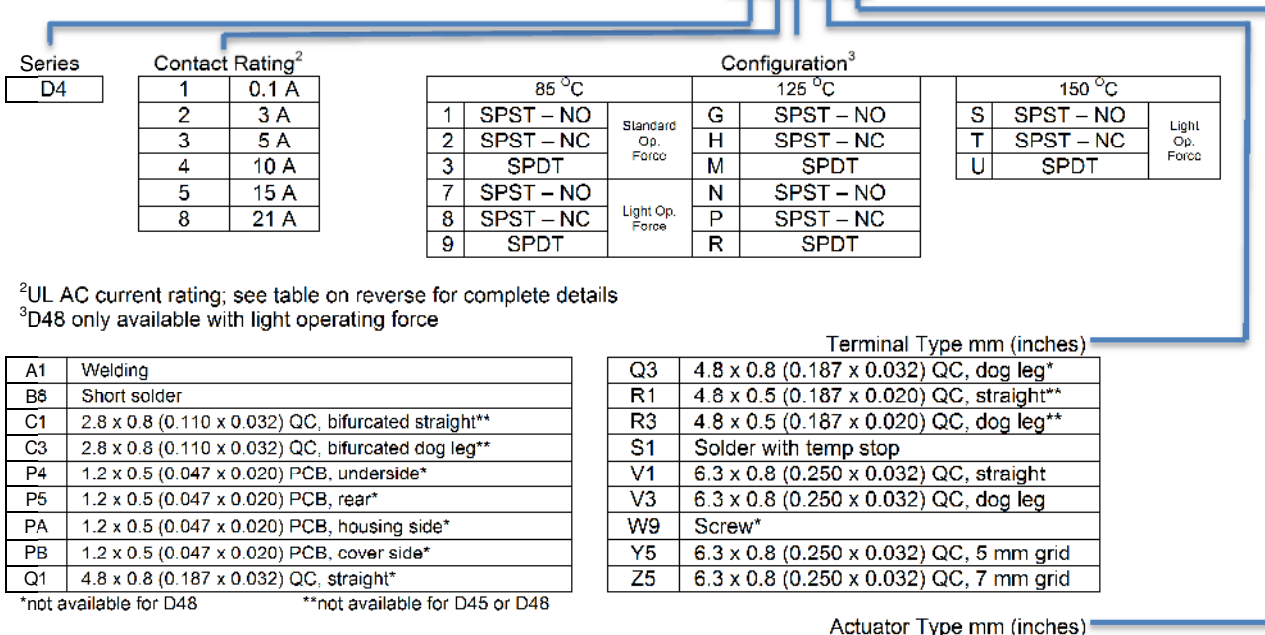 Series
D4
Contact Rating2
1 0.1 A
2 3 A
3 5 A
4 10 A
5 15 A
8 21 A
Configuration3
85 OC 125 OC 150 OC
1 SPST – NO Standard Op. Force G SPST – NO S SPST – NO Light Op. Force
2 SPST – NC H SPST – NC T SPST – NC
3 SPDT M SPDT U SPDT
7 SPST – NO Light Op. Force N SPST – NO
8 SPST – NC P SPST – NC
9 SPDT R SPDT
2UL AC current rating; see table on reverse for complete details
3D48 only available with light operating force
Terminal Type mm (inches)
A1 Welding
B8 Short solder
C1 2.8 x 0.8 (0.110 x 0.032) QC, bifurcated straight**
C3 2.8 x 0.8 (0.110 x 0.032) QC, bifurcated dog leg**
P4 1.2 x 0.5 (0.047 x 0.020) PCB, underside*
P5 1.2 x 0.5 (0.047 x 0.020) PCB, rear*
PA 1.2 x 0.5 (0.047 x 0.020) PCB, housing side*
PB 1.2 x 0.5 (0.047 x 0.020) PCB, cover side*
Q1 4.8 x 0.8 (0.187 x 0.032) QC, straight*
Q3 4.8 x 0.8 (0.187 x 0.032) QC, dog leg*
R1 4.8 x 0.5 (0.187 x 0.020) QC, straight**
R3 4.8 x 0.5 (0.187 x 0.020) QC, dog leg**
S1 Solder with temp stop
V1 6.3 x 0.8 (0.250 x 0.032) QC, straight
V3 6.3 x 0.8 (0.250 x 0.032) QC, dog leg
W9 Screw*
Y5 6.3 x 0.8 (0.250 x 0.032) QC, 5 mm grid
Z5 6.3 x 0.8 (0.250 x 0.032) QC, 7 mm grid
*not available for D48 **not available for D45 or D48
Actuator Type mm (inches)